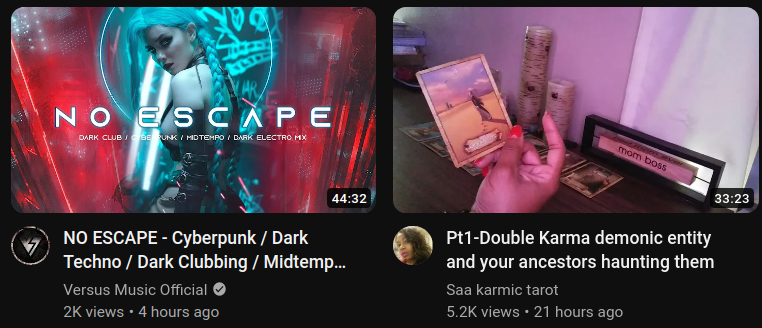 NO ESCAPE
DARK CLUB / CYBERPUNK / MIDTEMPO / DARK ELECTRO MIX
44:32
NO ESCAPE - Cyberpunk / Dark
Techno / Dark Clubbing / Midtemp...
Versus Music Official
2K views • 4 hours ago
mom boss
33:23
Pt1-Double Karma demonic entity
and your ancestors haunting them
Saa karmic tarot
5.2K views • 21 hours ago